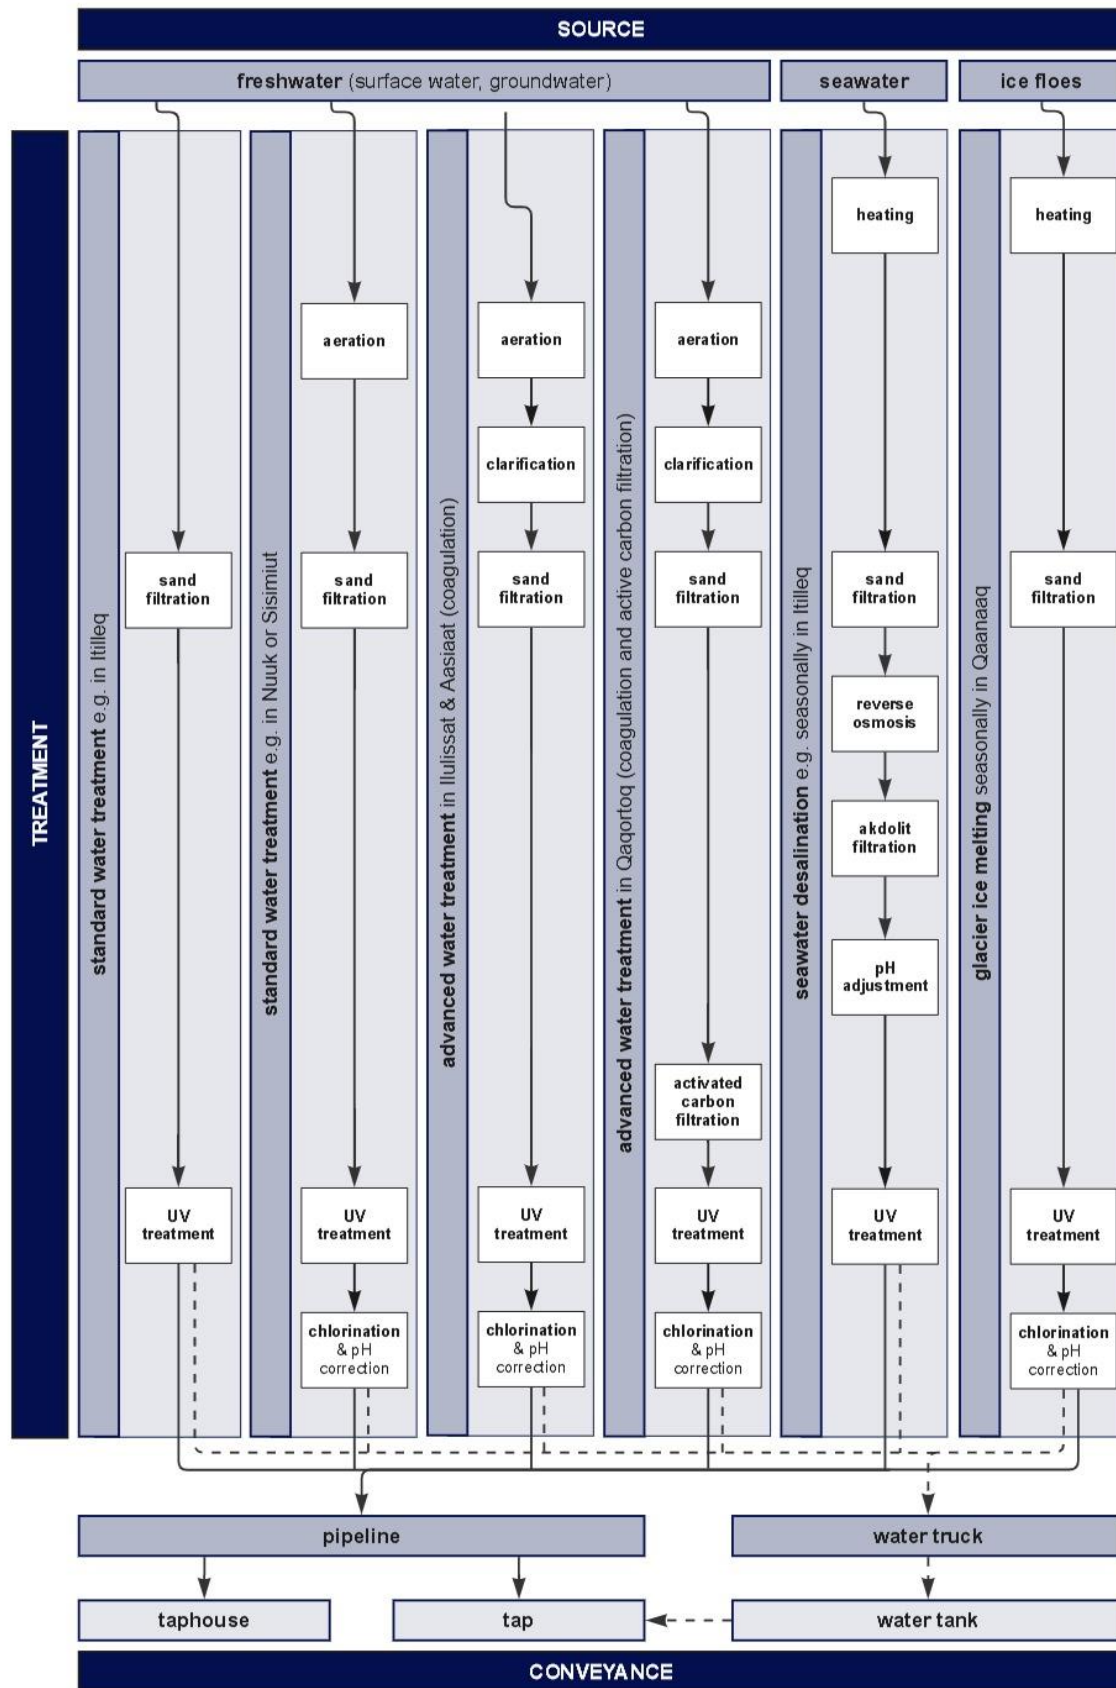 SOURCE
freshwater (surface water, groundwater)
seawater
ice floes
TREATMENT
standard water treatment e.g. in Itilleq
sand
filtration
UV
treatment
standard water treatment e.g. in Nuuk or Sisimiut
aeration
sand
filtration
UV
treatment
chlorination
& pH
correction
advanced water treatment in Ilulissat & Aasiaat (coagulation)
aeration
clarification
sand
filtration
UV
treatment
chlorination
& pH
correction
advanced water treatment in Qaqortoq (coagulation and active carbon filtration)
aeration
clarification
sand
filtration
activated
carbon
filtration
UV
treatment
chlorination
& pH
correction
seawater desalination e.g. seasonally in Itilleq
heating
sand
filtration
reverse
osmosis
akdolit
filtration
pH
adjustment
UV
treatment
glacier ice melting seasonally in Qaanaaq
heating
sand
filtration
UV
treatment
chlorination
& pH
correction
pipeline
water truck
taphouse
tap
water tank
CONVEYANCE